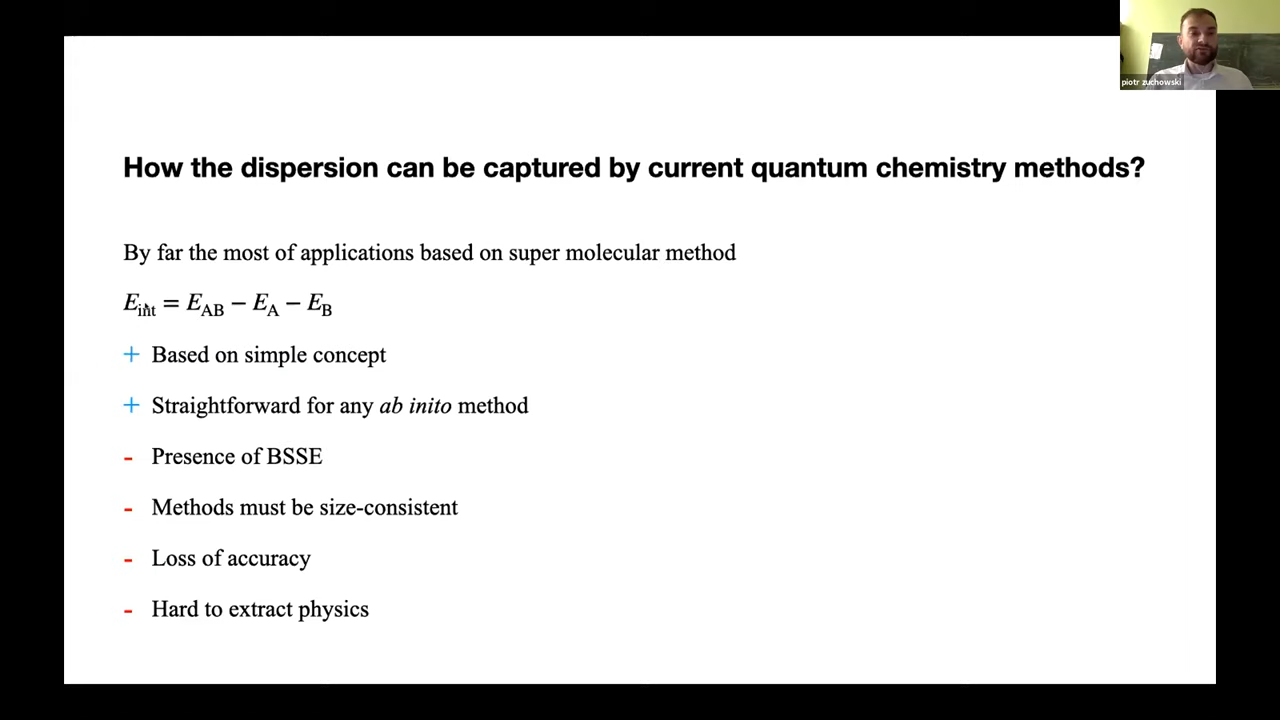 piotr zuchowski
How the dispersion can be captured by current quantum chemistry methods?
By far the most of applications based on super molecular method
E_int = E_AB − E_A − E_B
+ Based on simple concept
+ Straightforward for any ab inito method
- Presence of BSSE
- Methods must be size-consistent
- Loss of accuracy
- Hard to extract physics